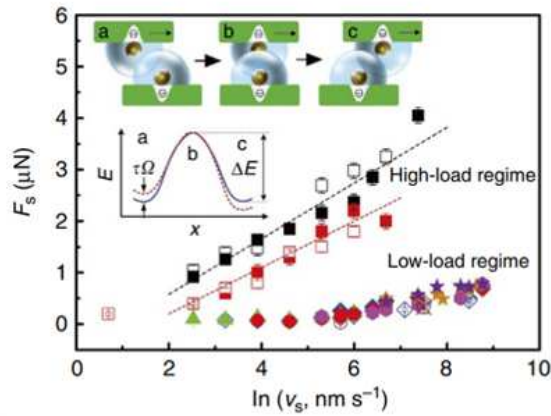 6
5
4
3
2
1
0
Fs (μN)
a
b
c
⊖
⊖
⊖
⊖
⊖
⊖
a
b
c
τΩ
ΔE
E
x
High-load regime
Low-load regime
0
2
4
6
8
10
ln (vs, nm s⁻¹)